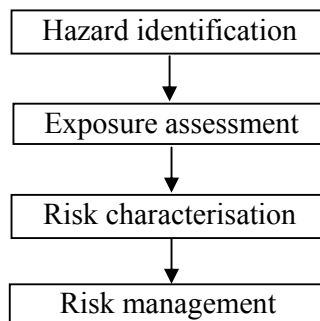 Hazard identification
Exposure assessment
Risk characterisation
Risk management